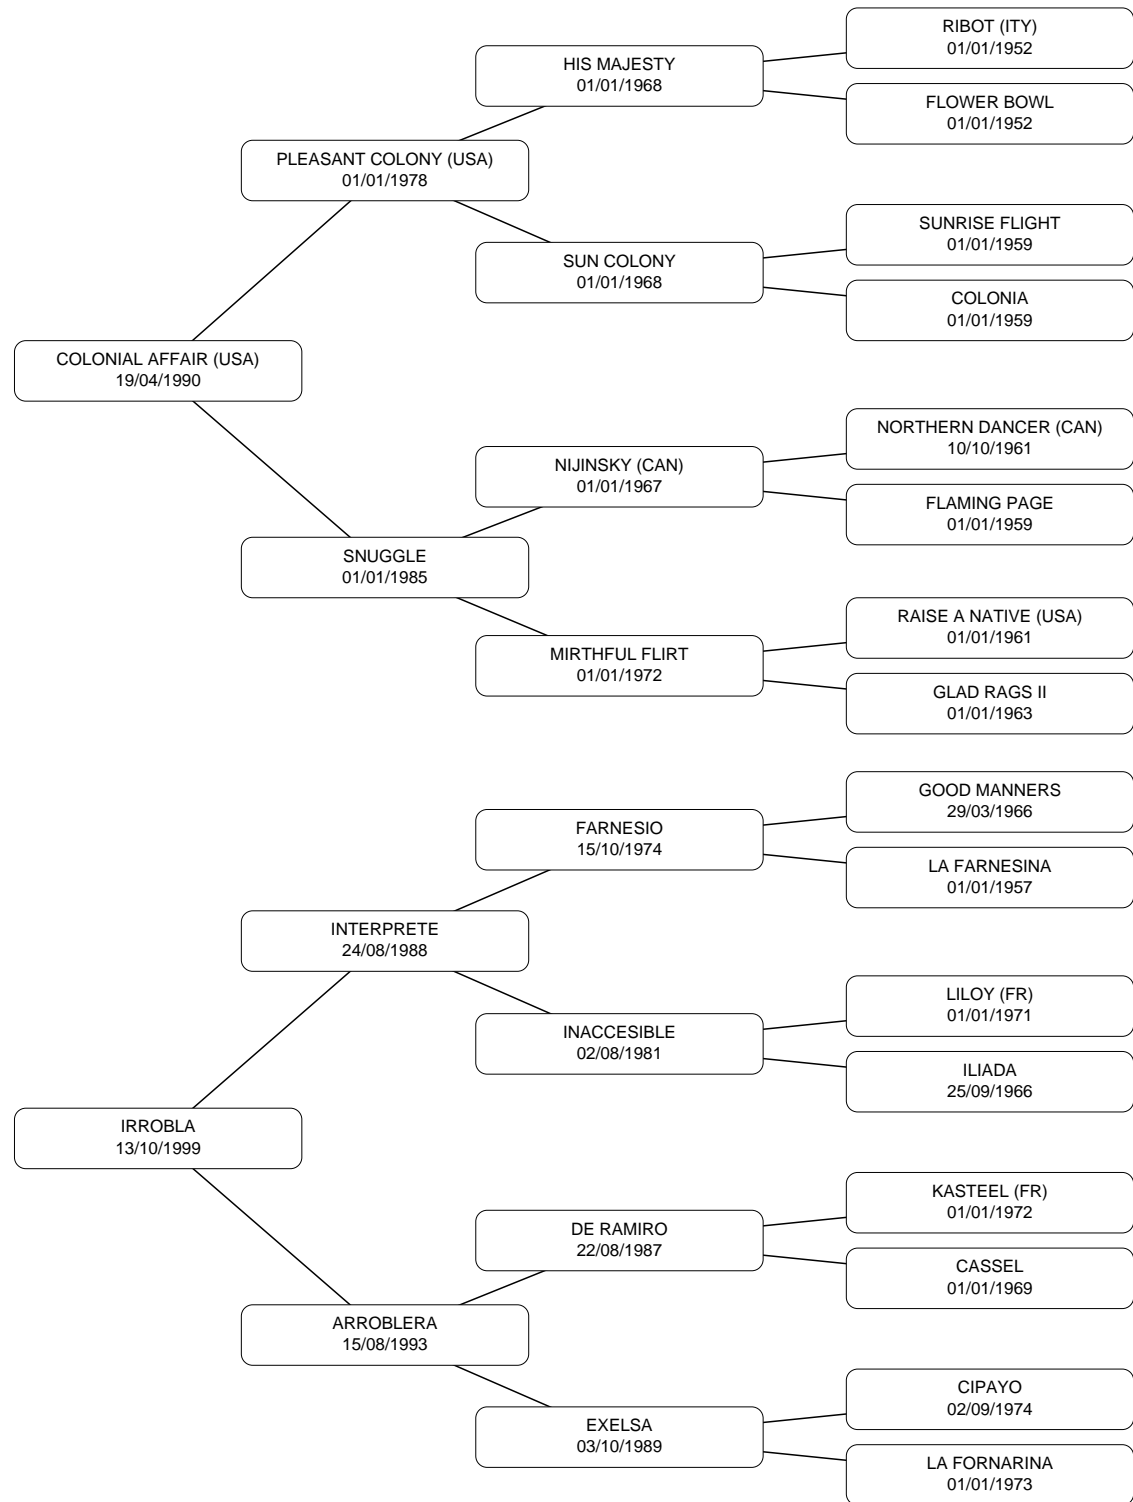 RIBOT (ITY)
01/01/1952
HIS MAJESTY
01/01/1968
FLOWER BOWL
01/01/1952
PLEASANT COLONY (USA)
01/01/1978
SUNRISE FLIGHT
01/01/1959
SUN COLONY
01/01/1968
COLONIA
01/01/1959
COLONIAL AFFAIR (USA)
19/04/1990
NORTHERN DANCER (CAN)
10/10/1961
NIJINSKY (CAN)
01/01/1967
FLAMING PAGE
01/01/1959
SNUGGLE
01/01/1985
RAISE A NATIVE (USA)
01/01/1961
MIRTHFUL FLIRT
01/01/1972
GLAD RAGS II
01/01/1963
GOOD MANNERS
29/03/1966
FARNESIO
15/10/1974
LA FARNESINA
01/01/1957
INTERPRETE
24/08/1988
LILOY (FR)
01/01/1971
INACCESIBLE
02/08/1981
ILIADA
25/09/1966
IRROBLA
13/10/1999
KASTEEL (FR)
01/01/1972
DE RAMIRO
22/08/1987
CASSEL
01/01/1969
ARROBLERA
15/08/1993
CIPAYO
02/09/1974
EXELSA
03/10/1989
LA FORNARINA
01/01/1973